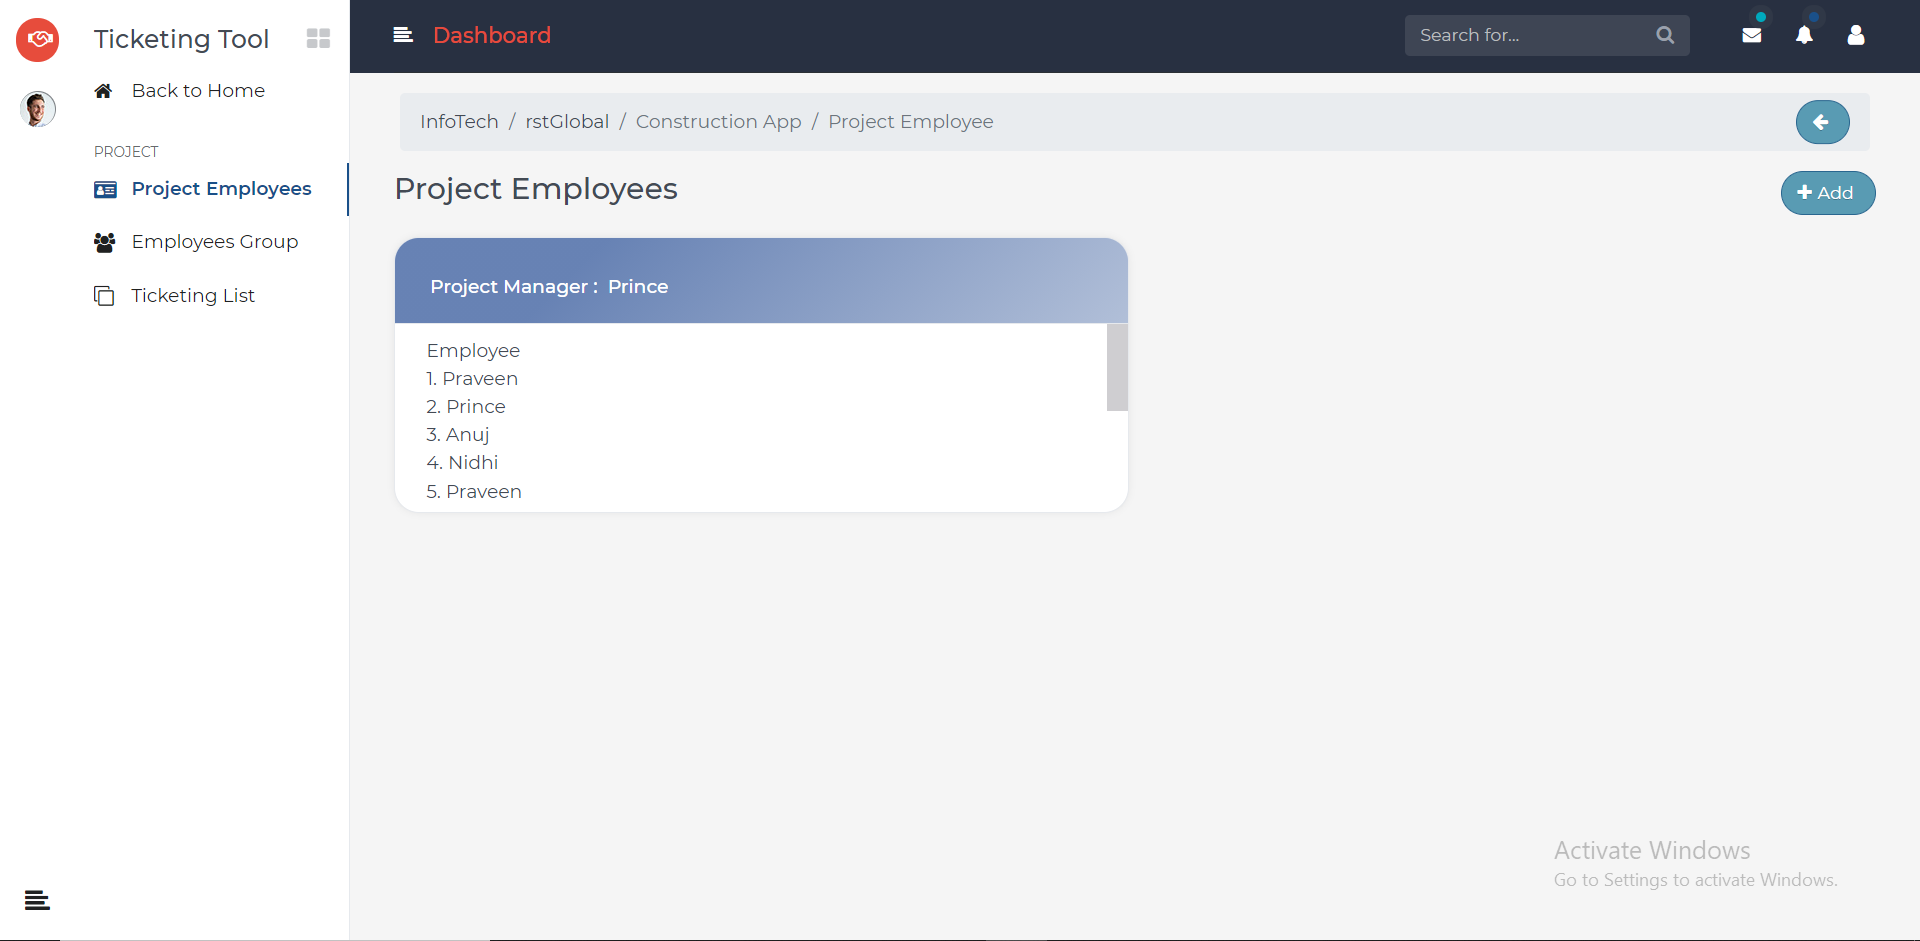 Ticketing Tool
Back to Home
PROJECT
Project Employees
Employees Group
Ticketing List
Dashboard
Search for...
InfoTech / rstGlobal / Construction App / Project Employee
Project Employees
Add
Project Manager : Prince
Employee
1. Praveen
2. Prince
3. Anuj
4. Nidhi
5. Praveen
Activate Windows
Go to Settings to activate Windows.